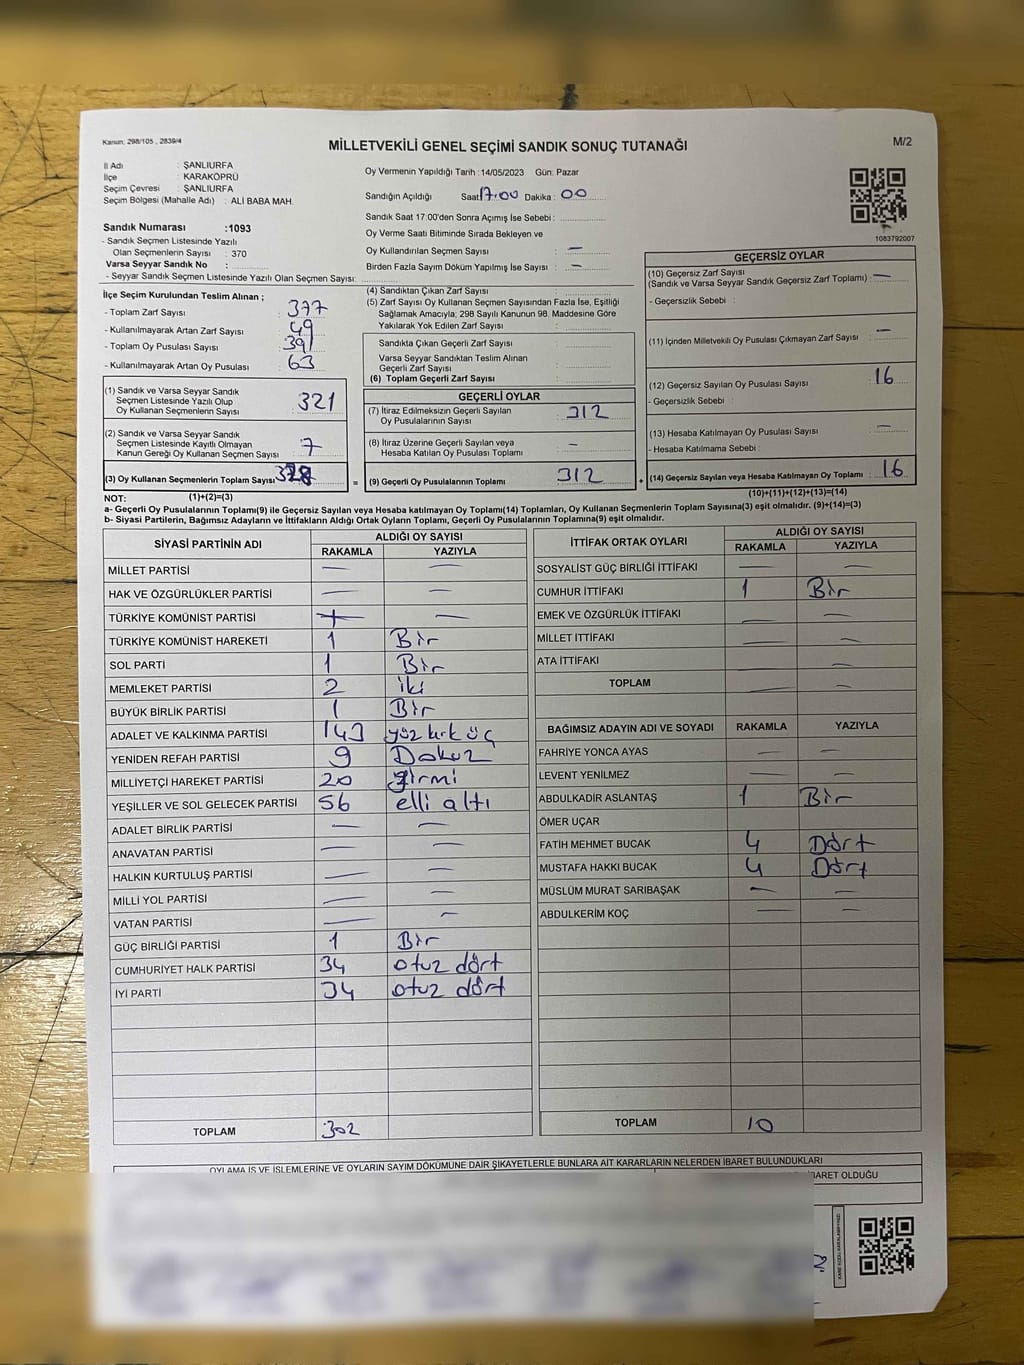 Kanun: 298/105 , 2839/4
MİLLETVEKİLİ GENEL SEÇİMİ SANDIK SONUÇ TUTANAĞI
M/2
İl Adı : ŞANLIURFA
İlçe : KARAKÖPRÜ
Seçim Çevresi : ŞANLIURFA
Seçim Bölgesi (Mahalle Adı) : ALİ BABA MAH.
Sandık Numarası :1093
- Sandık Seçmen Listesinde Yazılı
Olan Seçmenlerin Sayısı : 370
Varsa Seyyar Sandık No :
- Seyyar Sandık Seçmen Listesinde Yazılı Olan Seçmen Sayısı:
Oy Vermenin Yapıldığı Tarih :14/05/2023 Gün: Pazar
Sandığın Açıldığı Saat: 17:00 Dakika: 00
Sandık Saat 17.00'den Sonra Açımış İse Sebebi :
Oy Verme Saati Bitiminde Sırada Bekleyen ve
Oy Kullandırılan Seçmen Sayısı : —
Birden Fazla Sayım Döküm Yapılmış İse Sayısı : —
1083792007
İlçe Seçim Kurulundan Teslim Alınan ;
- Toplam Zarf Sayısı : 377
- Kullanılmayarak Artan Zarf Sayısı : 49
- Toplam Oy Pusulası Sayısı : 391
- Kullanılmayarak Artan Oy Pusulası : 63
(1) Sandık ve Varsa Seyyar Sandık
Seçmen Listesinde Yazılı Olup
Oy Kullanan Seçmenlerin Sayısı : 321
(2) Sandık ve Varsa Seyyar Sandık
Seçmen Listesinde Kayıtlı Olmayan
Kanun Gereği Oy Kullanan Seçmen Sayısı : 7
(3) Oy Kullanan Seçmenlerin Toplam Sayısı : 328
(4) Sandıktan Çıkan Zarf Sayısı :
(5) Zarf Sayısı Oy Kullanan Seçmen Sayısından Fazla İse, Eşitliği
Sağlamak Amacıyla; 298 Sayılı Kanunun 98. Maddesine Göre
Yakılarak Yok Edilen Zarf Sayısı :
Sandıkta Çıkan Geçerli Zarf Sayısı :
Varsa Seyyar Sandıktan Teslim Alınan
Geçerli Zarf Sayısı :
(6) Toplam Geçerli Zarf Sayısı :
GEÇERLİ OYLAR
(7) İtiraz Edilmeksizin Geçerli Sayılan
Oy Pusulalarının Sayısı : 312
(8) İtiraz Üzerine Geçerli Sayılan veya
Hesaba Katılan Oy Pusulası Toplamı : —
= (9) Geçerli Oy Pusulalarının Toplamı : 312
GEÇERSİZ OYLAR
(10) Geçersiz Zarf Sayısı
(Sandık ve Varsa Seyyar Sandık Geçersiz Zarf Toplamı) : —
- Geçersizlik Sebebi :
(11) İçinden Milletvekili Oy Pusulası Çıkmayan Zarf Sayısı : —
(12) Geçersiz Sayılan Oy Pusulası Sayısı : 16
- Geçersizlik Sebebi :
(13) Hesaba Katılmayan Oy Pusulası Sayısı : —
- Hesaba Katılmama Sebebi :
+ (14) Geçersiz Sayılan veya Hesaba Katılmayan Oy Toplamı : 16
NOT: (1)+(2)=(3)
(10)+(11)+(12)+(13)=(14)
a- Geçerli Oy Pusulalarının Toplamı(9) ile Geçersiz Sayılan veya Hesaba katılmayan Oy Toplamı(14) Toplamları, Oy Kullanan Seçmenlerin Toplam Sayısına(3) eşit olmalıdır. (9)+(14)=(3)
b- Siyasi Partilerin, Bağımsız Adayların ve İttifakların Aldığı Ortak Oyların Toplamı, Geçerli Oy Pusulalarının Toplamına(9) eşit olmalıdır.
SİYASİ PARTİNİN ADI ALDIĞI OY SAYISI
RAKAMLA YAZIYLA
MİLLET PARTİSİ — —
HAK VE ÖZGÜRLÜKLER PARTİSİ — —
TÜRKİYE KOMÜNİST PARTİSİ — —
TÜRKİYE KOMÜNİST HAREKETİ 1 Bir
SOL PARTİ 1 Bir
MEMLEKET PARTİSİ 2 iki
BÜYÜK BİRLİK PARTİSİ 1 Bir
ADALET VE KALKINMA PARTİSİ 143 yüz kırk üç
YENİDEN REFAH PARTİSİ 9 Dokuz
MİLLİYETÇİ HAREKET PARTİSİ 20 yirmi
YEŞİLLER VE SOL GELECEK PARTİSİ 56 elli altı
ADALET BİRLİK PARTİSİ — —
ANAVATAN PARTİSİ — —
HALKIN KURTULUŞ PARTİSİ — —
MİLLİ YOL PARTİSİ — —
VATAN PARTİSİ — —
GÜÇ BİRLİĞİ PARTİSİ 1 Bir
CUMHURİYET HALK PARTİSİ 34 otuz dört
İYİ PARTİ 34 otuz dört
TOPLAM 302
İTTİFAK ORTAK OYLARI ALDIĞI OY SAYISI
RAKAMLA YAZIYLA
SOSYALİST GÜÇ BİRLİĞİ İTTİFAKI — —
CUMHUR İTTİFAKI 1 Bir
EMEK VE ÖZGÜRLÜK İTTİFAKI — —
MİLLET İTTİFAKI — —
ATA İTTİFAKI — —
TOPLAM — —
BAĞIMSIZ ADAYIN ADI VE SOYADI RAKAMLA YAZIYLA
FAHRİYE YONCA AYAS — —
LEVENT YENİLMEZ — —
ABDULKADİR ASLANTAŞ 1 Bir
ÖMER UÇAR
FATİH MEHMET BUCAK 4 Dört
MUSTAFA HAKKI BUCAK 4 Dört
MÜSLÜM MURAT SARIBAŞAK — —
ABDULKERİM KOÇ — —
TOPLAM 10
OYLAMA İŞ VE İŞLEMLERİNE VE OYLARIN SAYIM DÖKÜMÜNE DAİR ŞİKAYETLERLE BUNLARA AİT KARARLARIN NELERDEN İBARET BULUNDUKLARI
İBARET OLDUĞU